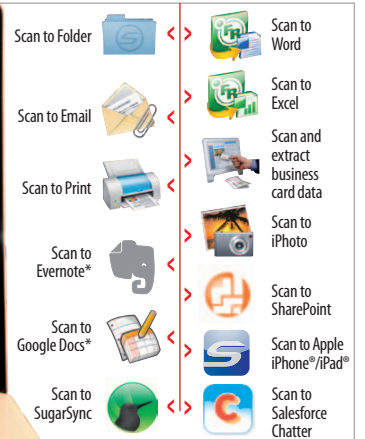 Scan to Folder
Scan to Email
Scan to Print
Scan to
Evernote*
Scan to
Google Docs*
Scan to
SugarSync
Scan to
Word
Scan to
Excel
Scan and
extract
business
card data
Scan to
iPhoto
Scan to
SharePoint
Scan to Apple
iPhone®/iPad®
Scan to
Salesforce
Chatter